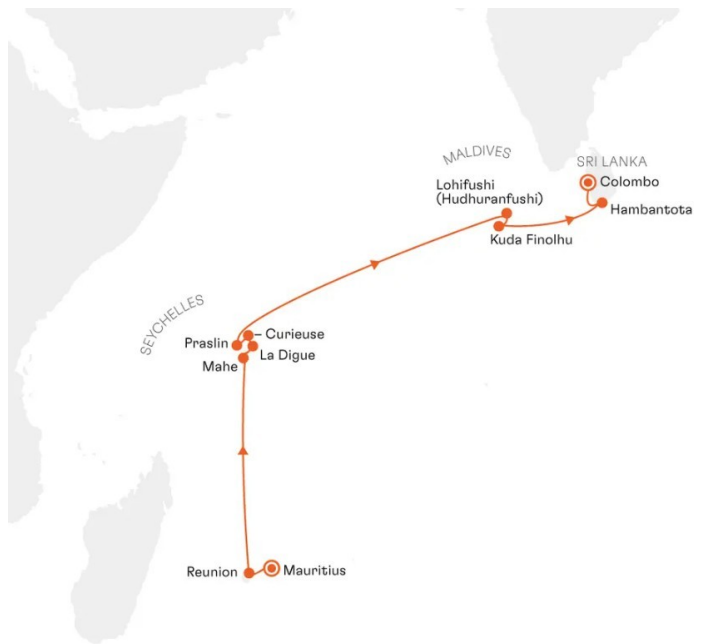 MALDIVES
SRI LANKA
Lohifushi
(Hudhuranfushi)
Colombo
Hambantota
Kuda Finolhu
SEYCHELLES
Curieuse
Praslin
La Digue
Mahe
Reunion
Mauritius